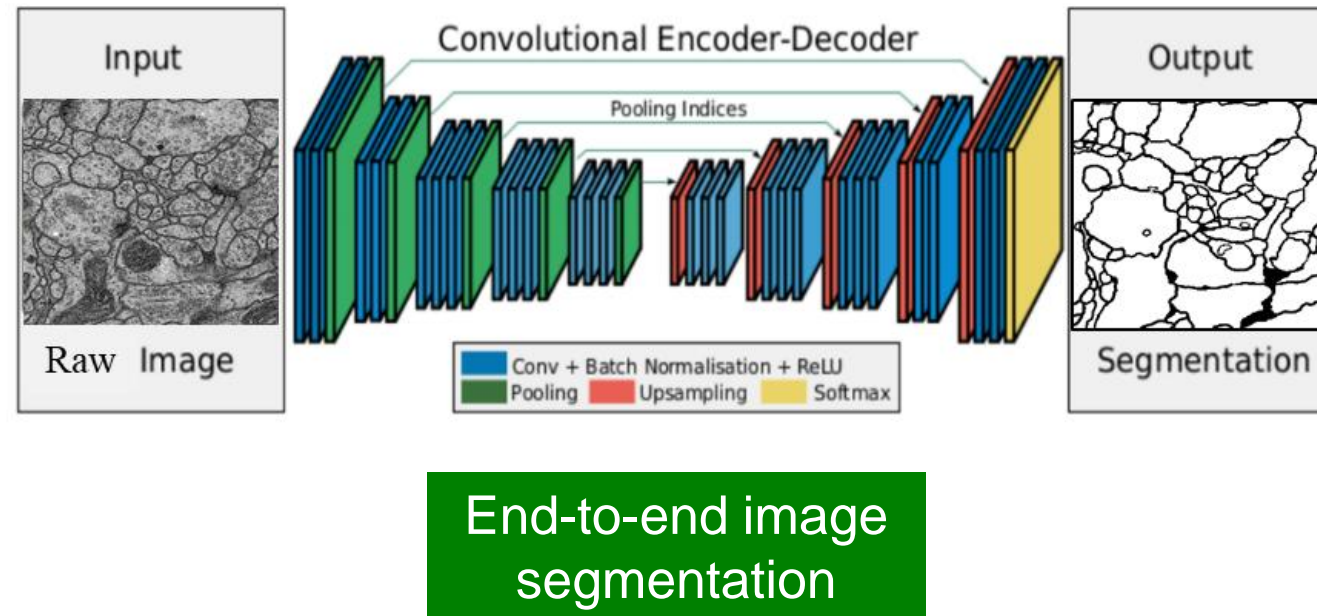 Input
Raw Image
Convolutional Encoder-Decoder
Pooling Indices
Conv + Batch Normalisation + ReLU
Pooling Upsampling Softmax
Output
Segmentation
End-to-end image
segmentation